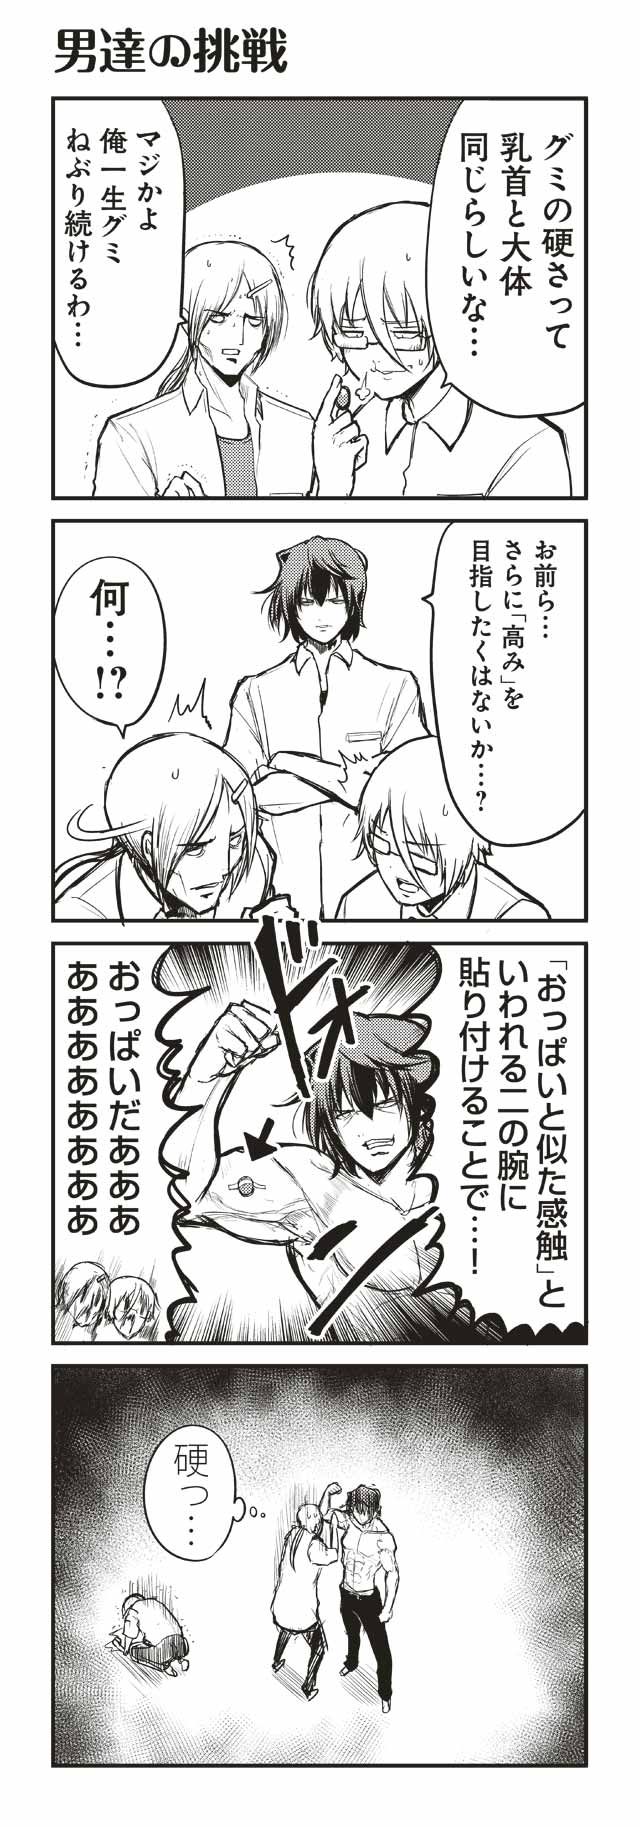 男達の挑戦
グミの硬さって
乳首と大体
同じらしいな…
マジかよ
俺一生グミ
ねぶり続けるわ…
お前ら…
さらに「高み」を
目指したくはないか…?
何…!?
「おっぱいと似た感触」と
いわれる二の腕に
貼り付けることで…!
ドメ
ン
おっぱいだあああ
ああああああああ
硬っ…